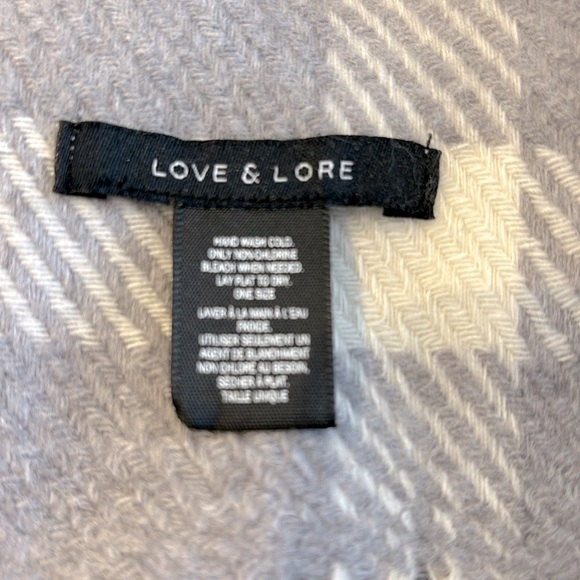 LOVE & LORE
HAND WASH COLD.
ONLY NON-CHLORINE
BLEACH WHEN NEEDED.
LAY FLAT TO DRY.
ONE SIZE
LAVER À LA MAIN À L'EAU
FROIDE.
UTILISER SEULEMENT UN
AGENT DE BLANCHIMENT
NON CHLORE AU BESOIN.
SÉCHER À PLAT.
TAILLE UNIQUE